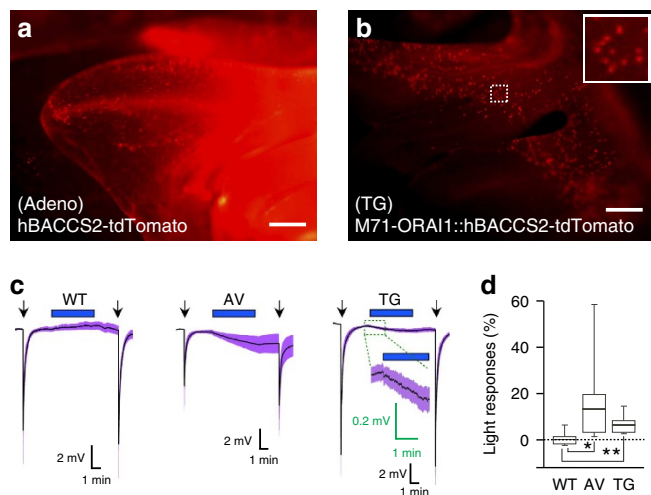 a
(Adeno)
hBACCS2-tdTomato
b
(TG)
M71-ORAI1::hBACCS2-tdTomato
c
WT
AV
TG
2 mV
1 min
2 mV
1 min
0.2 mV
1 min
2 mV
1 min
d
Light responses (%)
60
40
20
0
*
**
WT AV TG